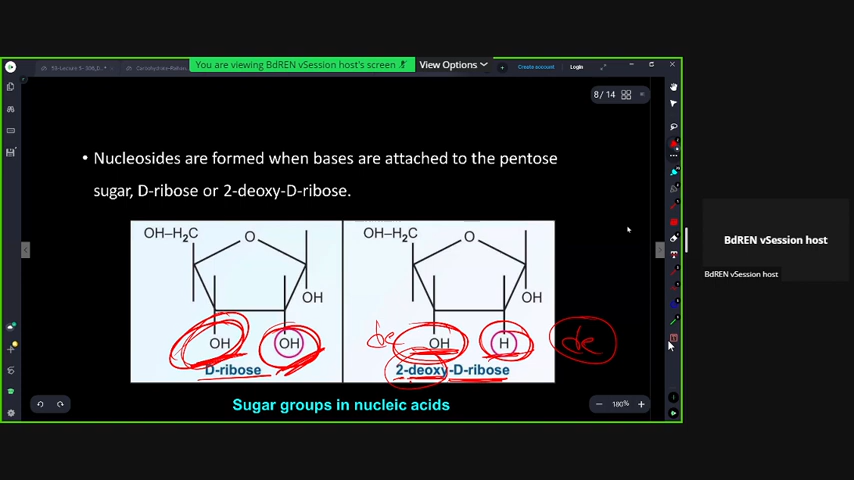 You are viewing BdREN vSession host's screen
View Options
Create account
Login
8/14
• Nucleosides are formed when bases are attached to the pentose
sugar, D-ribose or 2-deoxy-D-ribose.
OH–H₂C
O
OH
OH
OH
D-ribose
OH–H₂C
O
OH
de
OH
H
de
2-deoxy-D-ribose
Sugar groups in nucleic acids
180%
BdREN vSession host
BdREN vSession host